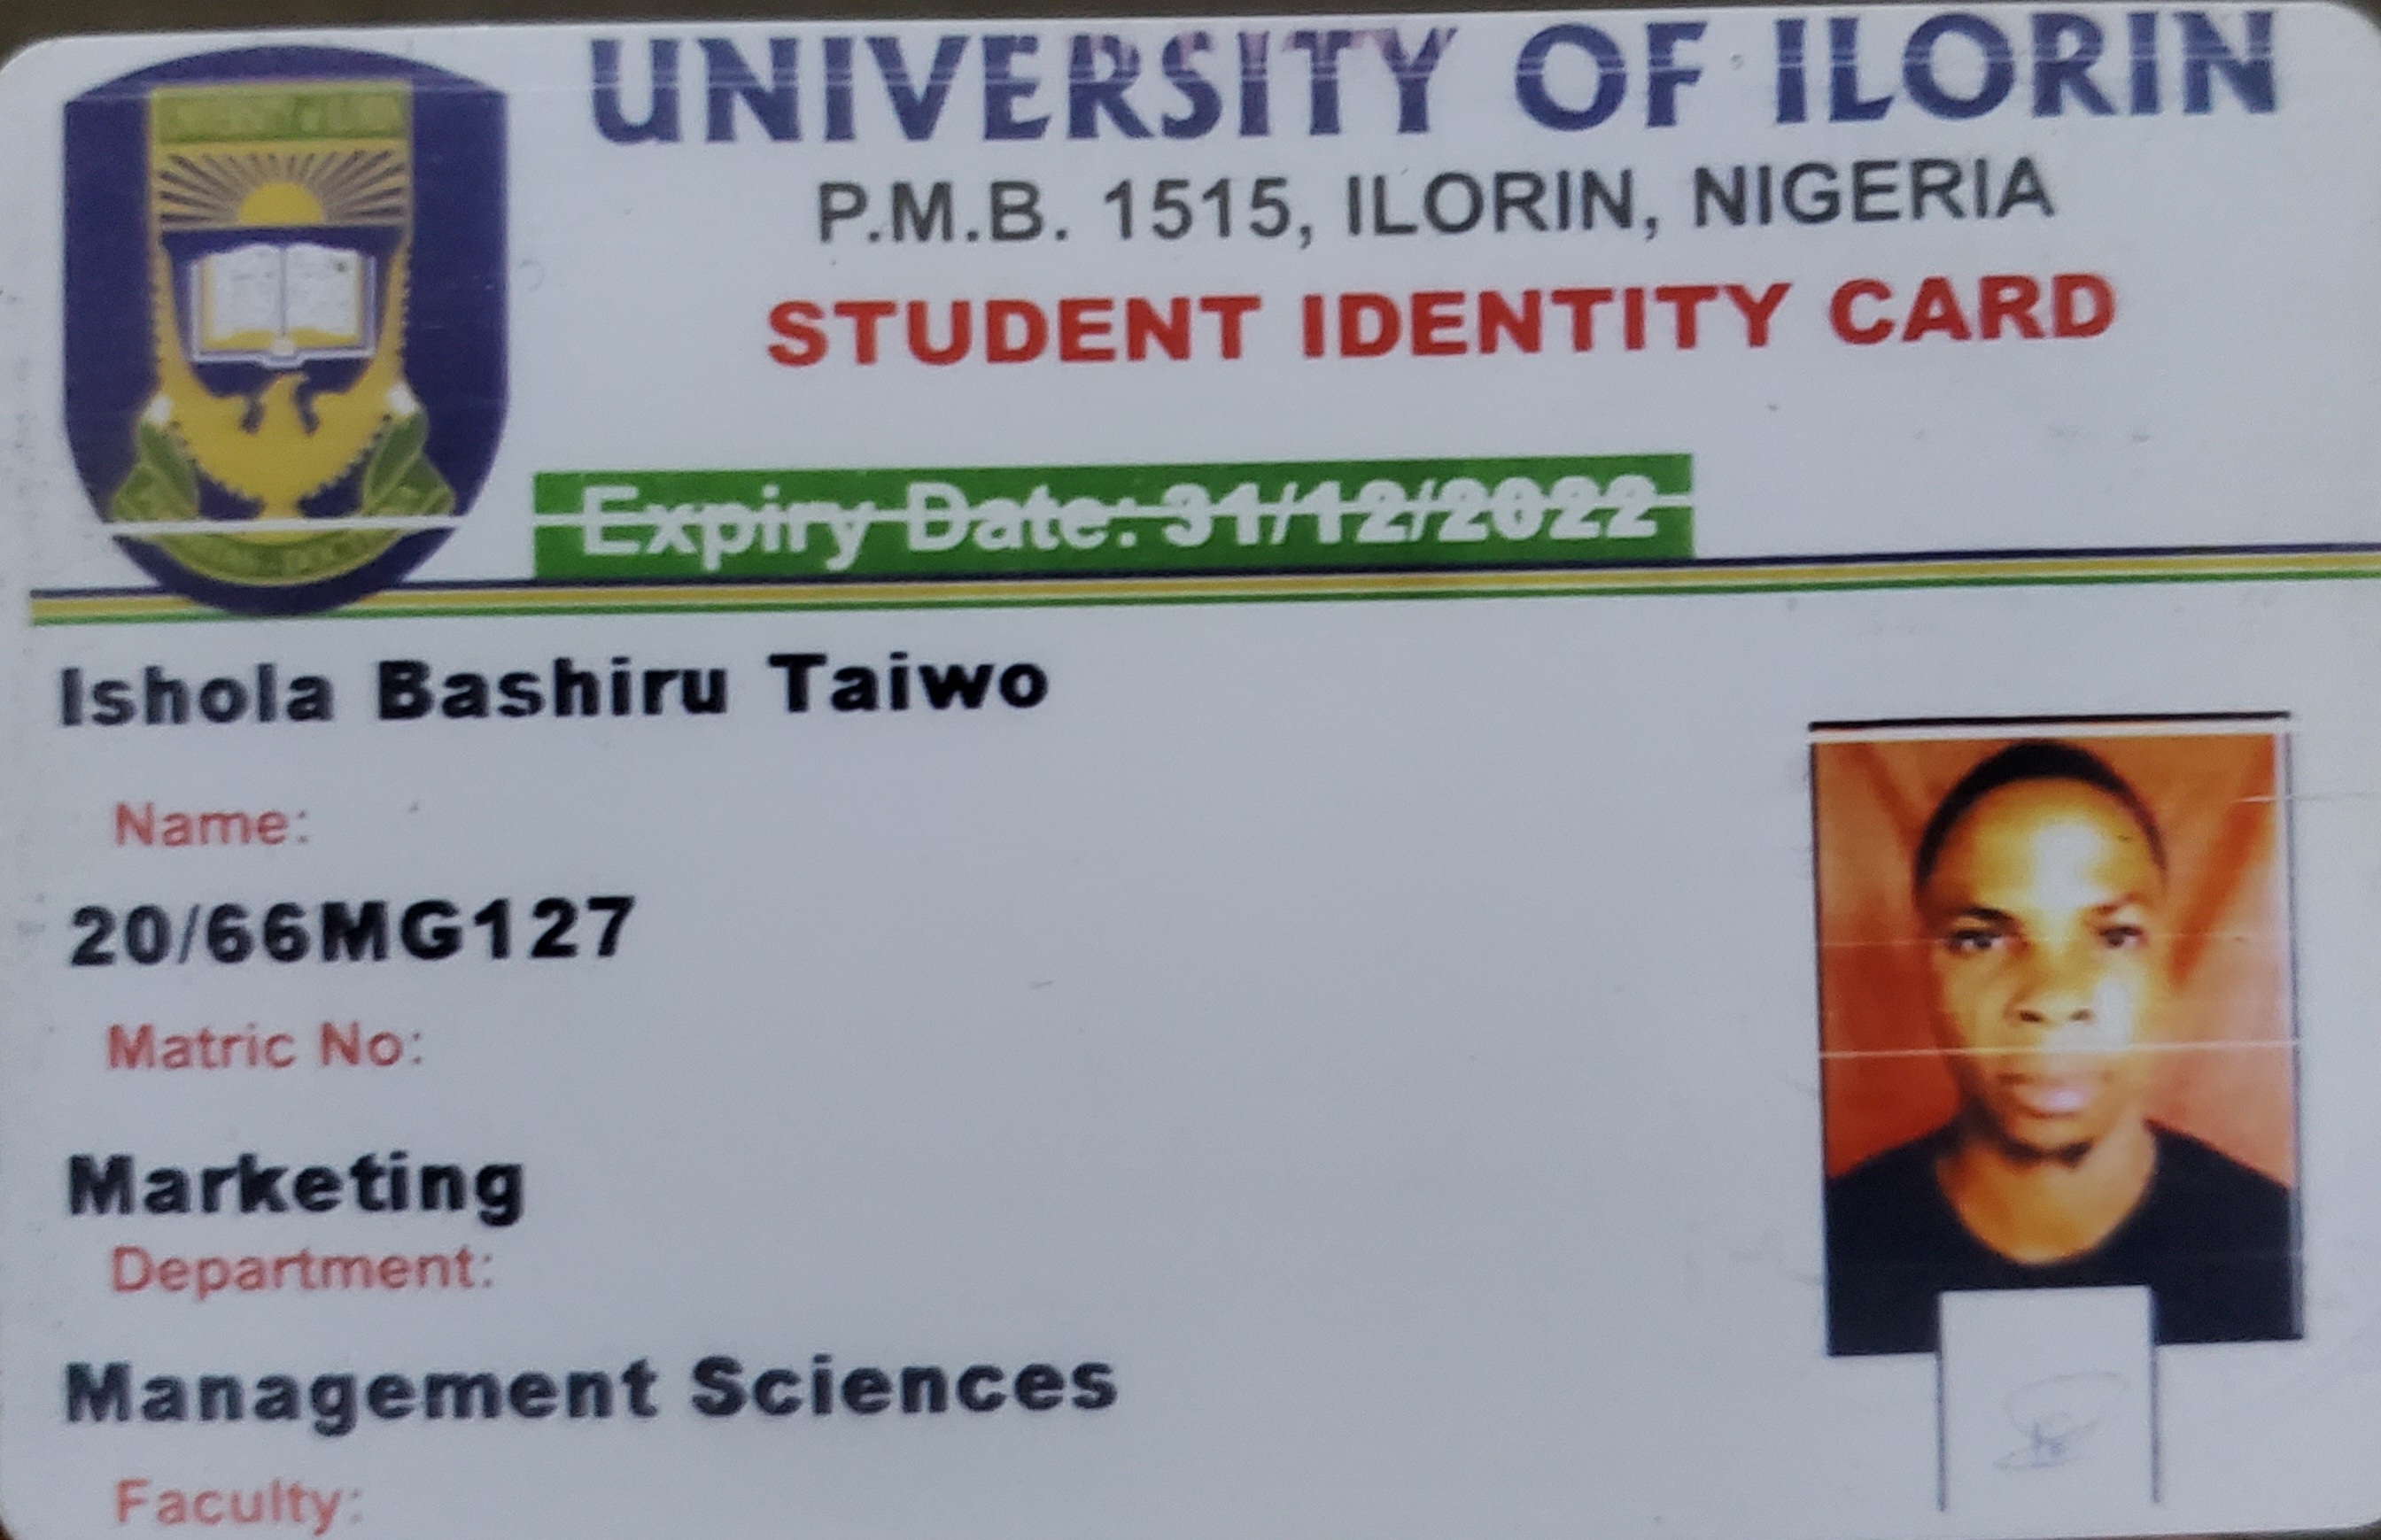 UNIVERSITY OF ILORIN
P.M.B. 1515, ILORIN, NIGERIA
STUDENT IDENTITY CARD
Expiry Date: 31/12/2022
Ishola Bashiru Taiwo
Name:
20/66MG127
Matric No:
Marketing
Department:
Management Sciences
Faculty: